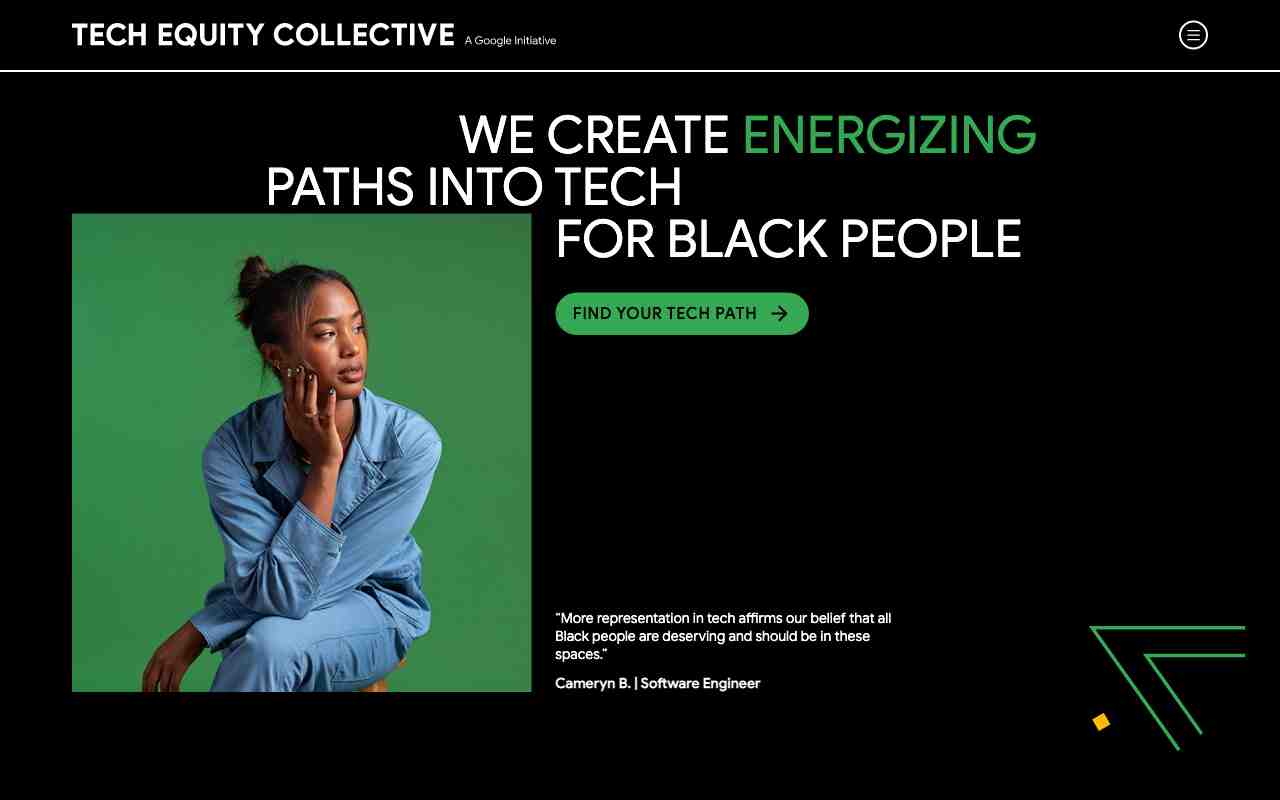 TECH EQUITY COLLECTIVE A Google Initiative
WE CREATE ENERGIZING
PATHS INTO TECH
FOR BLACK PEOPLE
FIND YOUR TECH PATH
"More representation in tech affirms our belief that all
Black people are deserving and should be in these
spaces."
Cameryn B. | Software Engineer